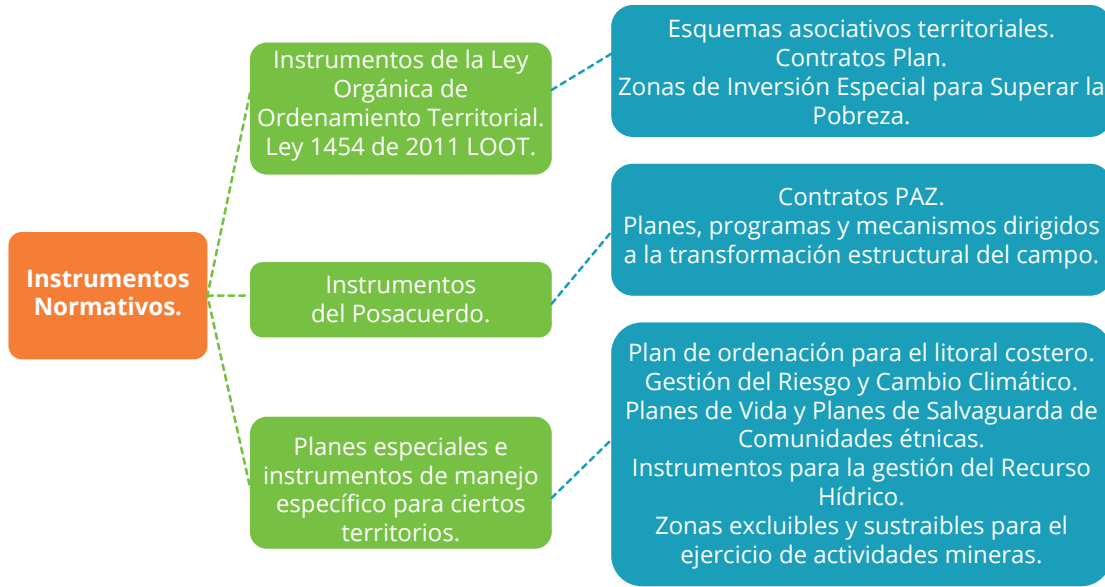 Instrumentos
Normativos.
Instrumentos de la Ley
Orgánica de
Ordenamiento Territorial.
Ley 1454 de 2011 LOOT.
Esquemas asociativos territoriales.
Contratos Plan.
Zonas de Inversión Especial para Superar la
Pobreza.
Instrumentos
del Posacuerdo.
Contratos PAZ.
Planes, programas y mecanismos dirigidos
a la transformación estructural del campo.
Planes especiales e
instrumentos de manejo
específico para ciertos
territorios.
Plan de ordenación para el litoral costero.
Gestión del Riesgo y Cambio Climático.
Planes de Vida y Planes de Salvaguarda de
Comunidades étnicas.
Instrumentos para la gestión del Recurso
Hídrico.
Zonas excluibles y sustraibles para el
ejercicio de actividades mineras.